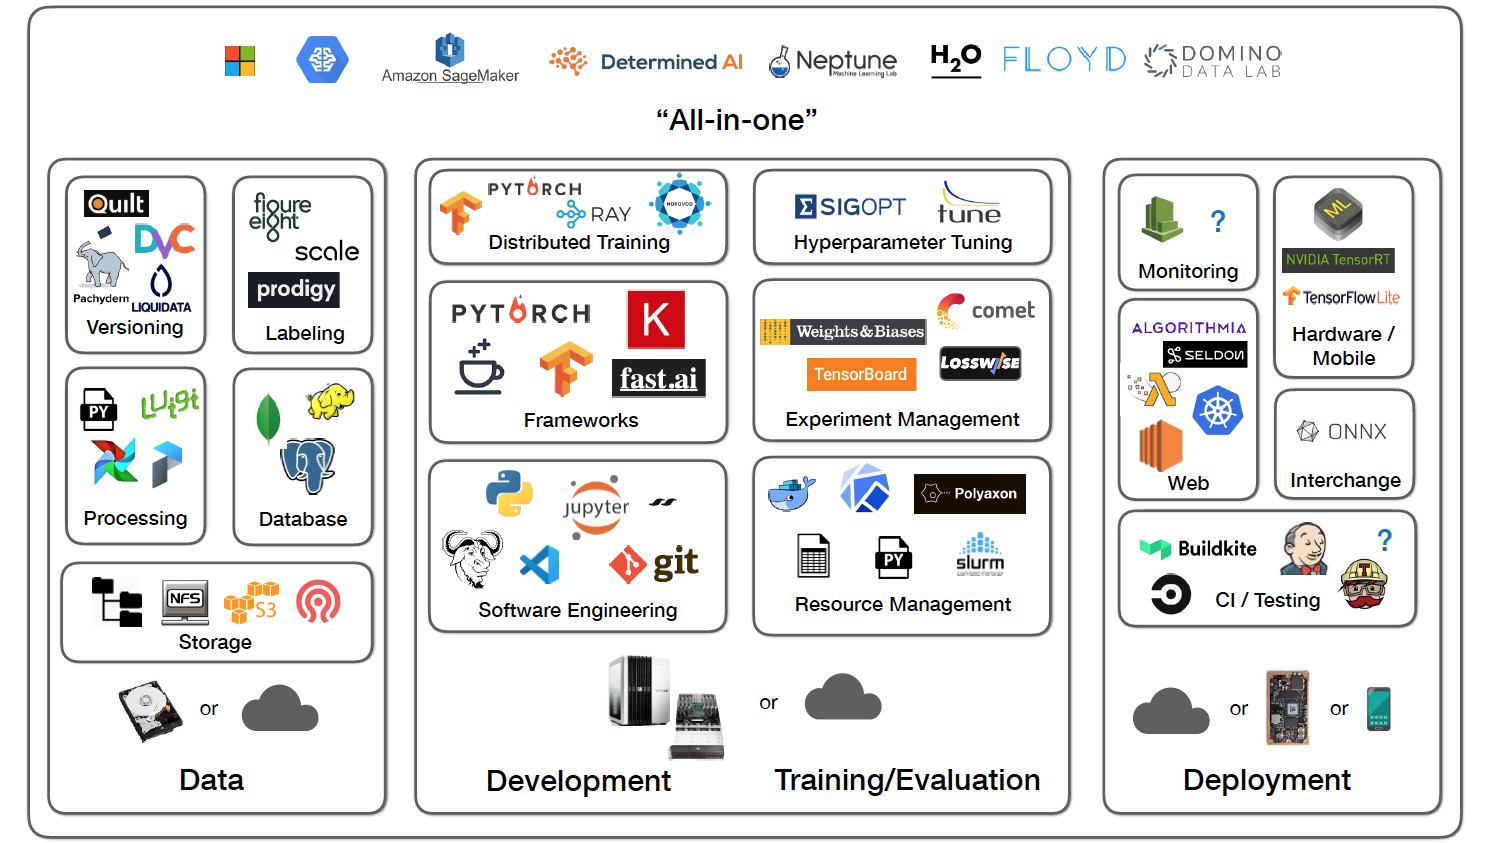 Amazon SageMaker
Determined AI
Neptune
Machine Learning Lab
H2O
FLOYD
DOMINO
DATA LAB
“All-in-one”
Quilt
DVC
Pachyderm
LIQUIDATA
Versioning
figure
eight
scale
prodigy
Labeling
PY
Luigi
Processing
Database
NFS
S3
Storage
or
Data
PYTORCH
RAY
HOROVOD
Distributed Training
SIGOPT
tune
Hyperparameter Tuning
PYTORCH
K
fast.ai
Frameworks
comet
Weights & Biases
TensorBoard
LOSSWISE
Experiment Management
jupyter
git
Software Engineering
Polyaxon
PY
slurm
workload manager
Resource Management
or
Development
Training/Evaluation
?
Monitoring
ML
NVIDIA TensorRT
TensorFlow Lite
Hardware /
Mobile
ALGORITHMIA
SELDON
Web
ONNX
Interchange
Buildkite
?
T
CI / Testing
or
or
Deployment